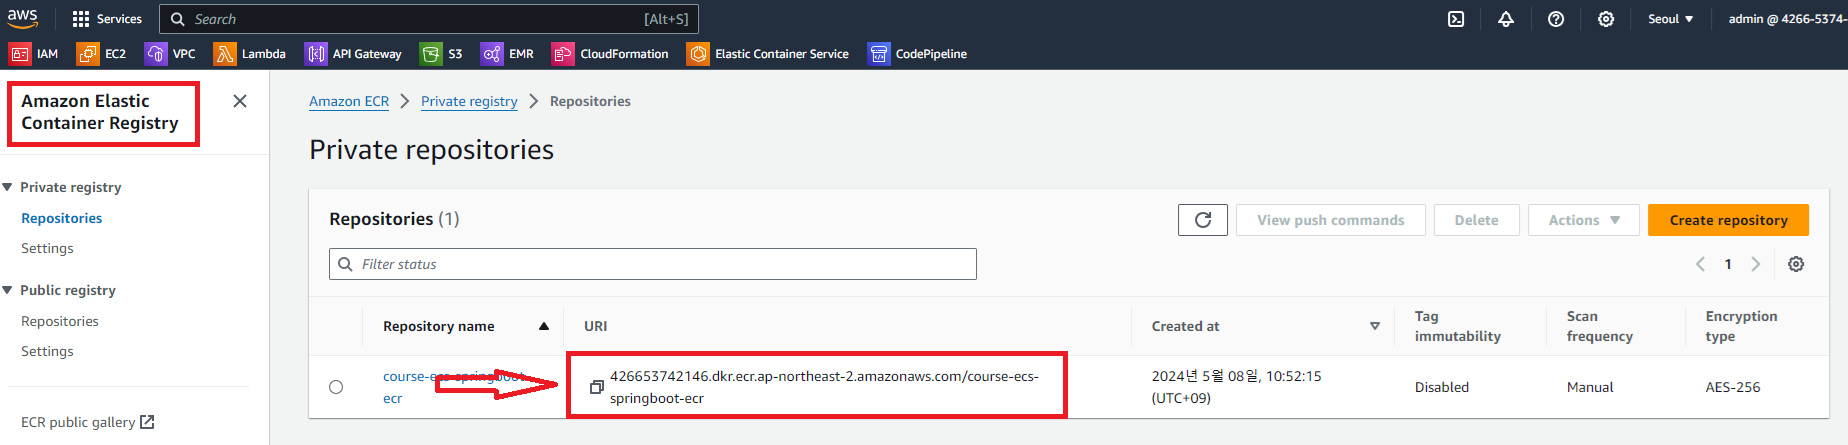 aws
Services
Search
[Alt+S]
Seoul
admin @ 4266-5374-
IAM
EC2
VPC
Lambda
API Gateway
S3
EMR
CloudFormation
Elastic Container Service
CodePipeline
Amazon Elastic
Container Registry
Private registry
Repositories
Settings
Public registry
Repositories
Settings
ECR public gallery
Amazon ECR > Private registry > Repositories
Private repositories
Repositories (1)
View push commands
Delete
Actions
Create repository
Filter status
1
Repository name
URI
Created at
Tag
immutability
Scan
frequency
Encryption
type
course-ecs-springboot-
ecr
426653742146.dkr.ecr.ap-northeast-2.amazonaws.com/course-ecs-
springboot-ecr
2024년 5월 08일, 10:52:15
(UTC+09)
Disabled
Manual
AES-256